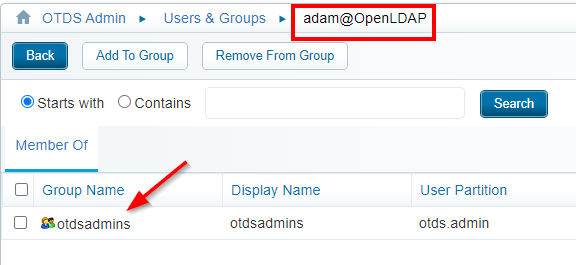 OTDS Admin Users & Groups adam@OpenLDAP
Back Add To Group Remove From Group
Starts with Contains Search
Member Of
Group Name Display Name User Partition
otdsadmins otdsadmins otds.admin